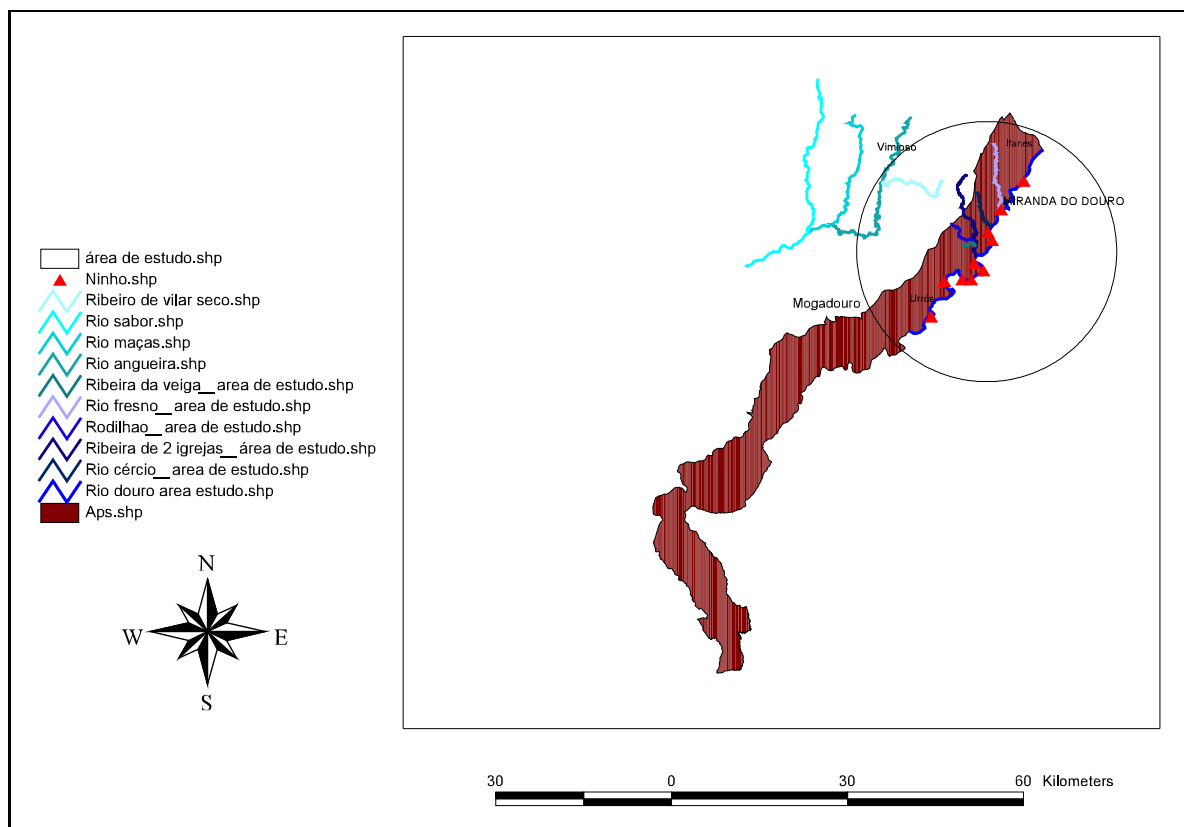 Vimioso
Ifanes
MIRANDA DO DOURO
Mogadouro
Urrós
área de estudo.shp
Ninho.shp
Ribeiro de vilar seco.shp
Rio sabor.shp
Rio maças.shp
Rio angueira.shp
Ribeira da veiga__area de estudo.shp
Rio fresno__area de estudo.shp
Rodilhao__area de estudo.shp
Ribeira de 2 igrejas__área de estudo.shp
Rio cércio__area de estudo.shp
Rio douro area estudo.shp
Aps.shp
N
W E
S
30 0 30 60 Kilometers